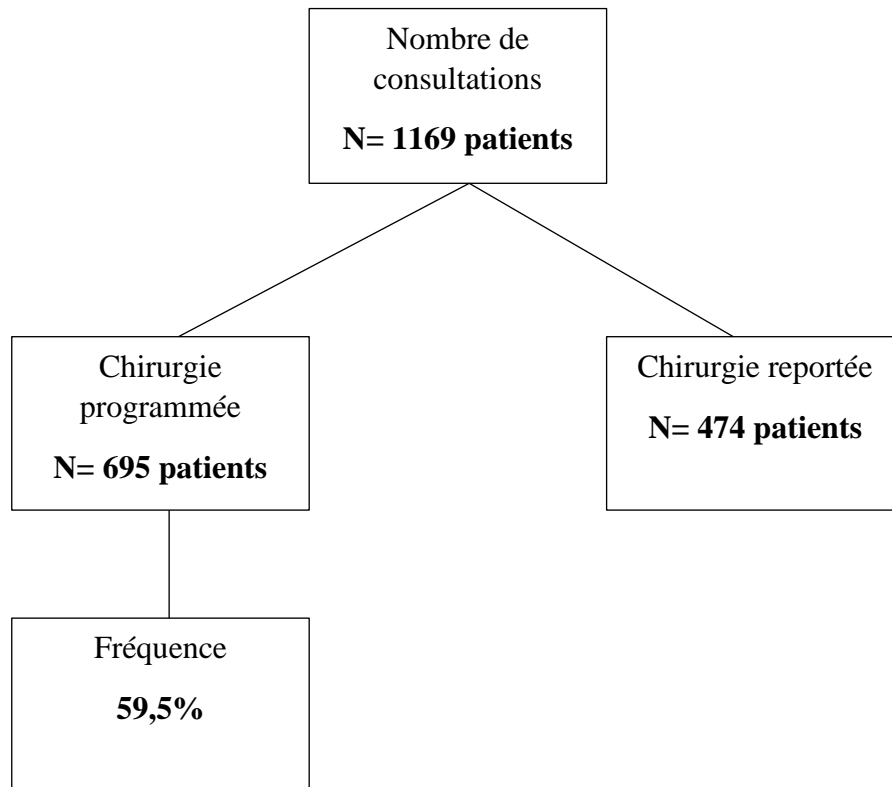 Nombre de
consultations
N= 1169 patients
Chirurgie
programmée
N= 695 patients
Chirurgie reportée
N= 474 patients
Fréquence
59,5%